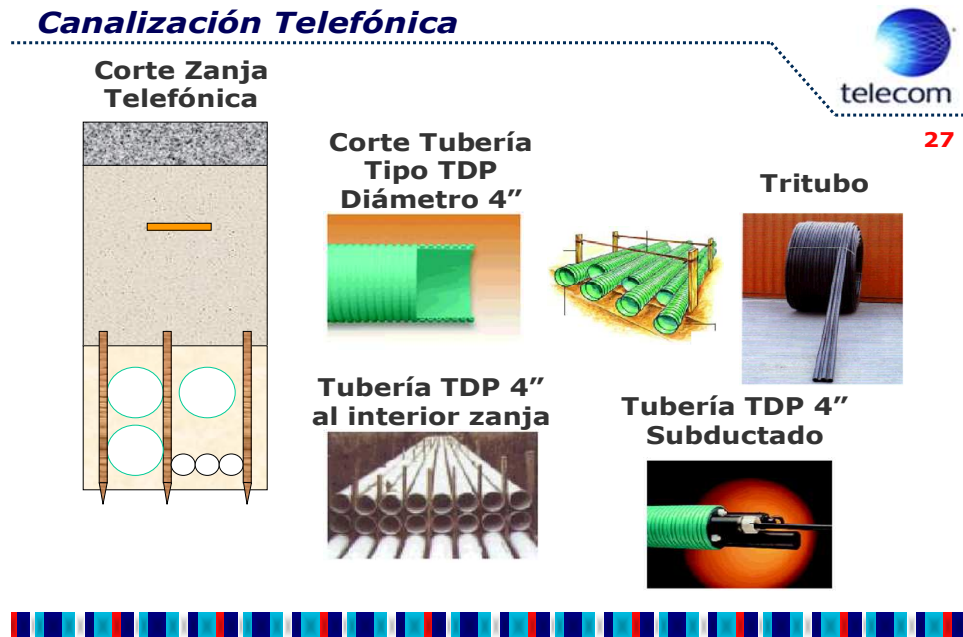 Canalización Telefónica
telecom
27
Corte Zanja
Telefónica
Corte Tubería
Tipo TDP
Diámetro 4”
Tritubo
Tubería TDP 4”
al interior zanja
Tubería TDP 4”
Subductado